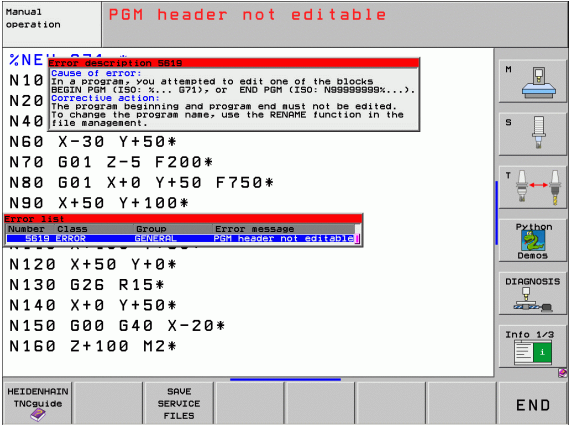 Manual
operation
PGM header not editable
%NEU G71 *
Error description 5619
Cause of error:
In a program, you attempted to edit one of the blocks
BEGIN PGM (ISO: %... G71), or END PGM (ISO: N99999999%...).
Corrective action:
The program beginning and program end must not be edited.
To change the program name, use the RENAME function in the
file management.
N10
N20
N40
N60 X-30 Y+50*
N70 G01 Z-5 F200*
N80 G01 X+0 Y+50 F750*
N90 X+50 Y+100*
Error list
Number Class Group Error message
5619 ERROR GENERAL PGM header not editable
N120 X+50 Y+0*
N130 G26 R15*
N140 X+0 Y+50*
N150 G00 G40 X-20*
N160 Z+100 M2*
M
S
T
Python
Demos
DIAGNOSIS
Info 1/3
i
HEIDENHAIN
TNCguide
SAVE
SERVICE
FILES
END